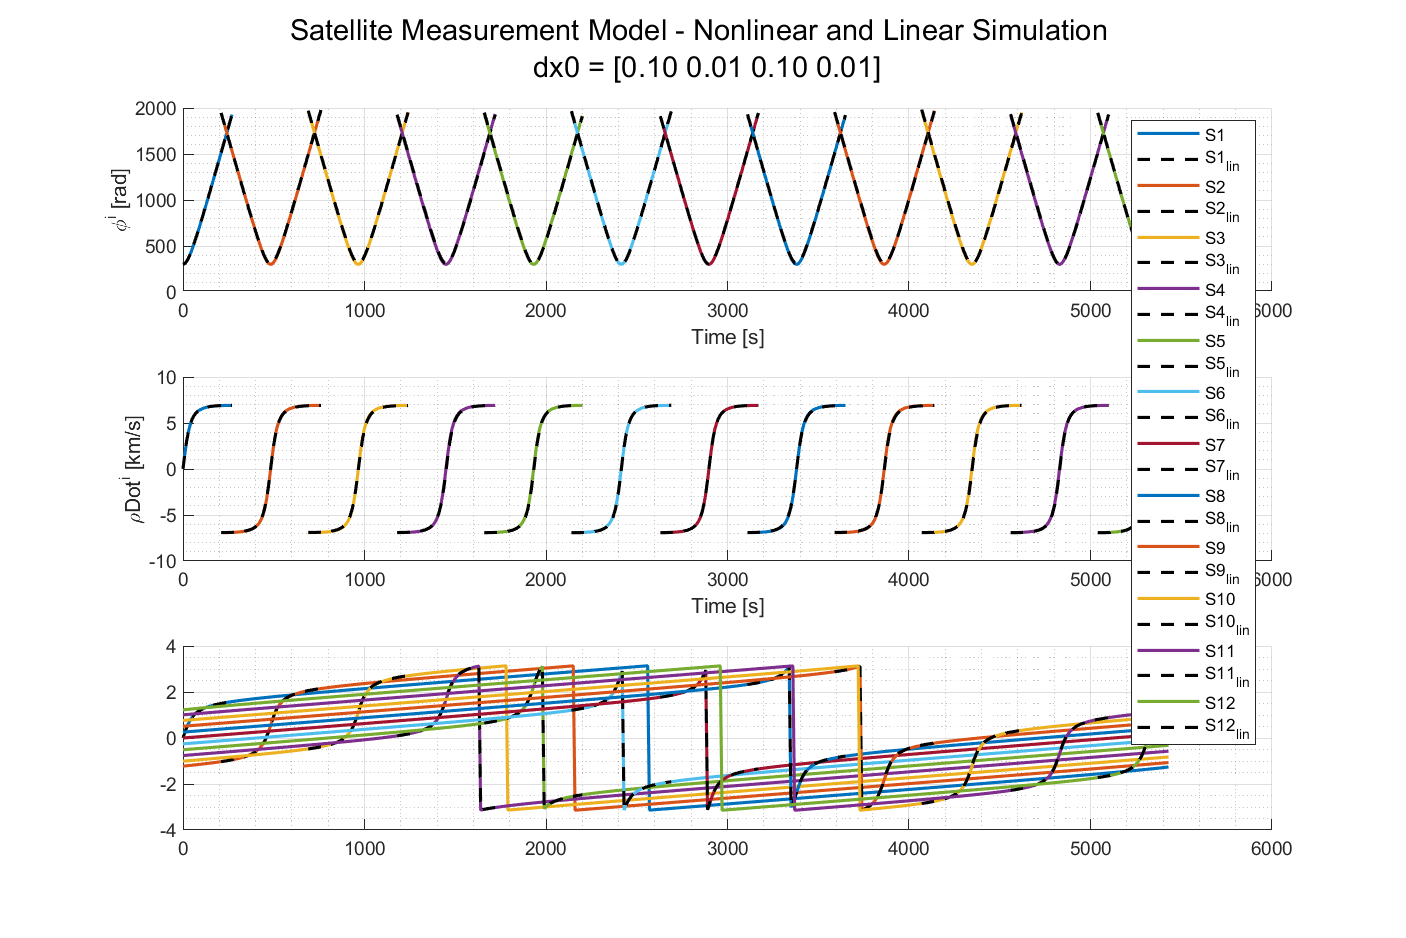 Satellite Measurement Model - Nonlinear and Linear Simulation
dx0 = [0.10 0.01 0.10 0.01]
2000
1500
1000
500
0
ϕⁱ [rad]
0 1000 2000 3000 4000 5000 6000
Time [s]
10
5
0
-5
-10
ρDotⁱ [km/s]
0 1000 2000 3000 4000 5000 6000
Time [s]
4
2
0
-2
-4
0 1000 2000 3000 4000 5000 6000
S1
S1lin
S2
S2lin
S3
S3lin
S4
S4lin
S5
S5lin
S6
S6lin
S7
S7lin
S8
S8lin
S9
S9lin
S10
S10lin
S11
S11lin
S12
S12lin